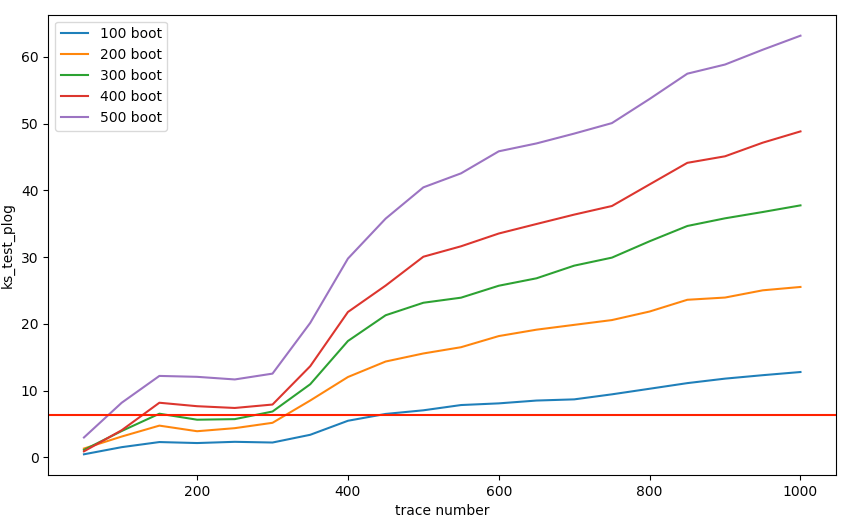 100 boot
200 boot
300 boot
400 boot
500 boot
60
50
40
30
20
10
0
ks_test_plog
200 400 600 800 1000
trace number